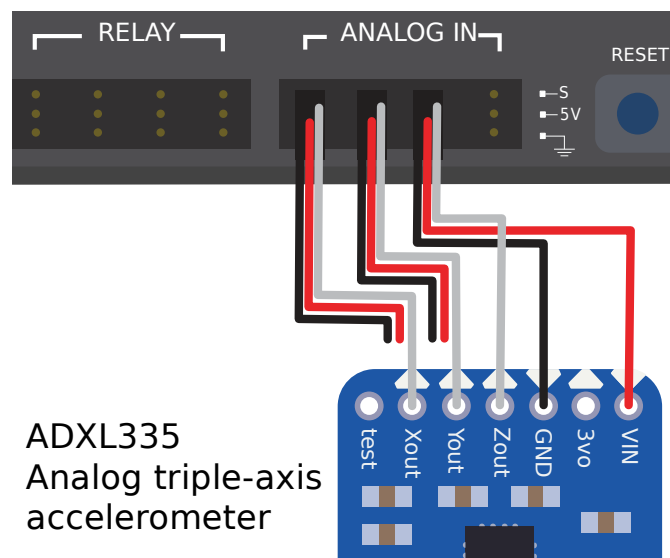 RELAY
ANALOG IN
RESET
S
5V
test
Xout
Yout
Zout
GND
3vo
VIN
ADXL335
Analog triple-axis
accelerometer